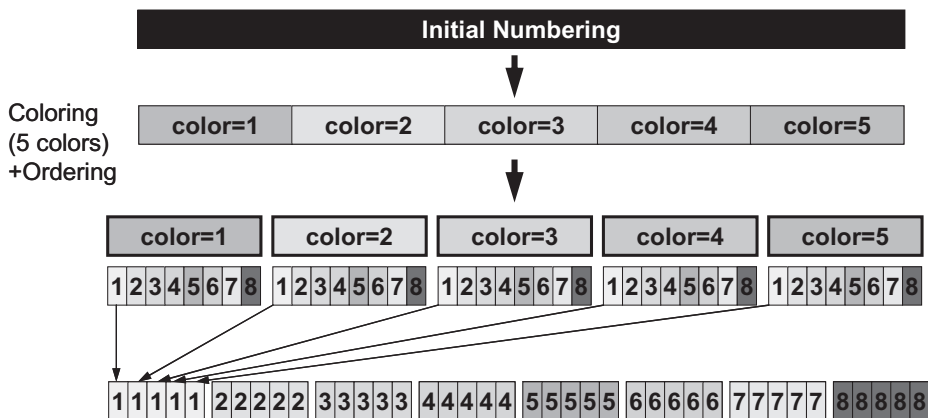 Initial Numbering
Coloring
(5 colors)
+Ordering
color=1 color=2 color=3 color=4 color=5
color=1 color=2 color=3 color=4 color=5
12345678 12345678 12345678 12345678 12345678
11111 22222 33333 44444 55555 66666 77777 88888